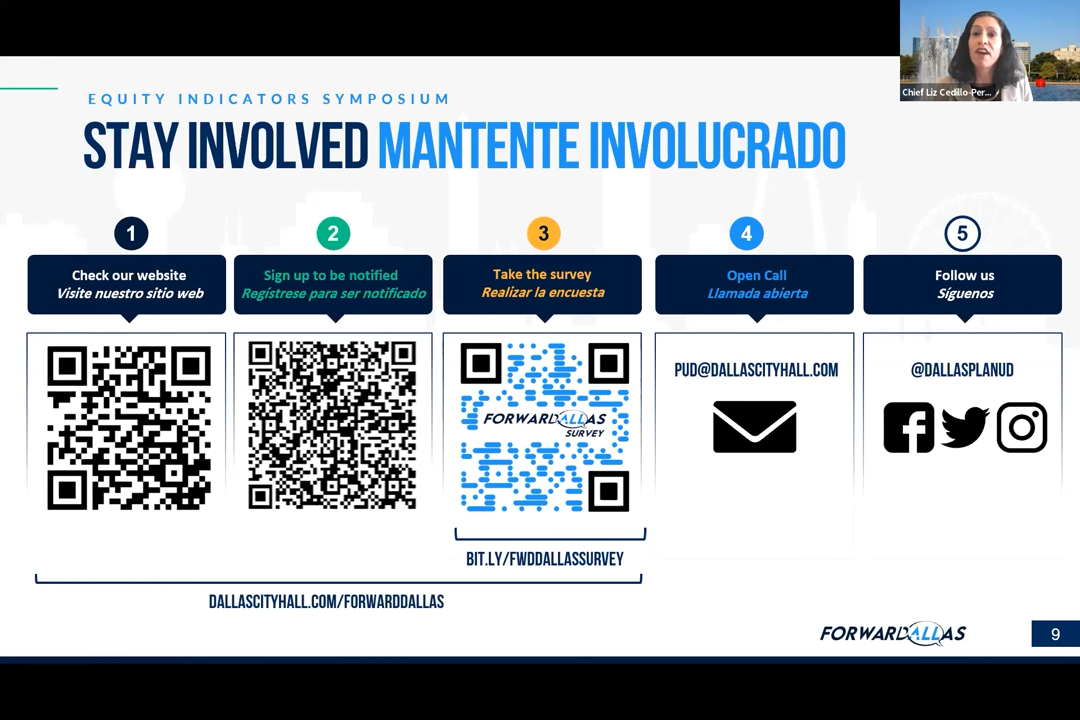 Chief Liz Cedillo-Per...
EQUITY INDICATORS SYMPOSIUM
STAY INVOLVED MANTENTE INVOLUCRADO
1
Check our website
Visite nuestro sitio web
2
Sign up to be notified
Regístrese para ser notificado
3
Take the survey
Realizar la encuesta
4
Open Call
Llamada abierta
5
Follow us
Síguenos
FORWARDALLAS
SURVEY
PUD@DALLASCITYHALL.COM
@DALLASPLANUD
BIT.LY/FWDDALLASSURVEY
DALLASCITYHALL.COM/FORWARDDALLAS
FORWARDALLAS
9